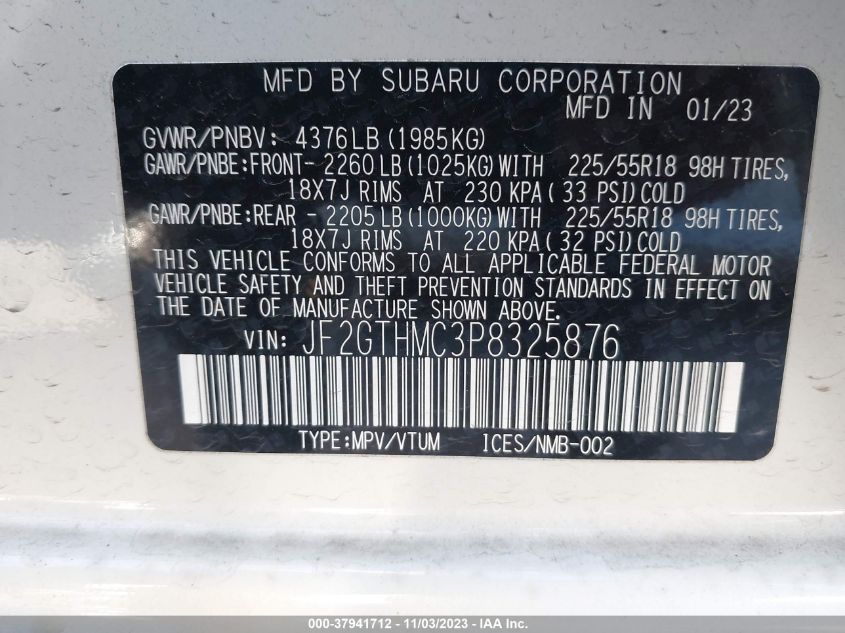 MFD BY SUBARU CORPORATION
MFD IN 01/23
GVWR/PNBV: 4376LB(1985KG)
GAWR/PNBE:FRONT- 2260LB(1025KG)WITH 225/55R18 98H TIRES,
18X7J RIMS AT 230 KPA(33 PSI)COLD
GAWR/PNBE:REAR - 2205LB(1000KG)WITH 225/55R18 98H TIRES,
18X7J RIMS AT 220 KPA(32 PSI)COLD
THIS VEHICLE CONFORMS TO ALL APPLICABLE FEDERAL MOTOR
VEHICLE SAFETY AND THEFT PREVENTION STANDARDS IN EFFECT ON
THE DATE OF MANUFACTURE SHOWN ABOVE.
VIN: JF2GTHMC3P8325876
TYPE:MPV/VTUM ICES/NMB-002
000-37941712 - 11/03/2023 - IAA Inc.